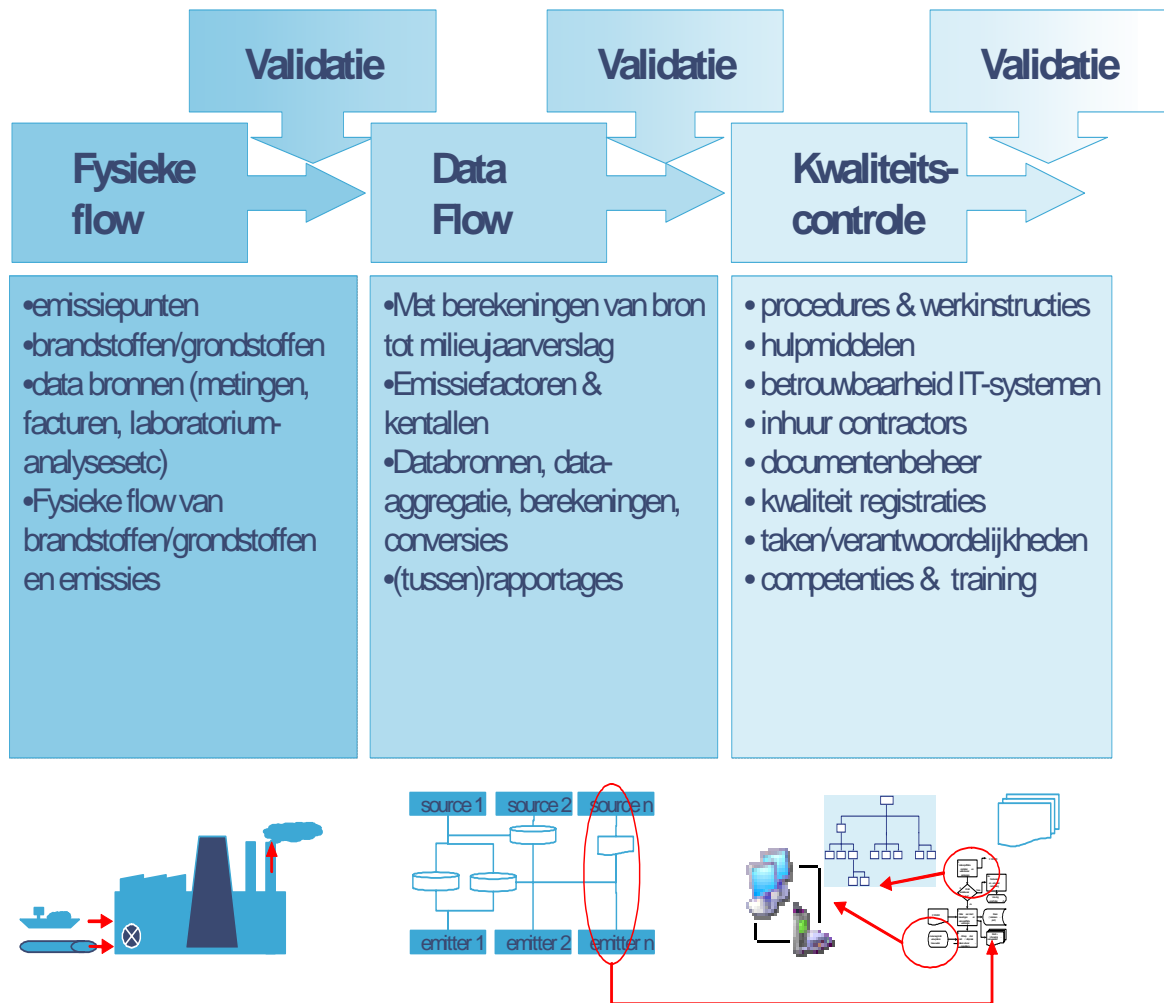 Validatie
Validatie
Validatie
Fysieke
flow
Data
Flow
Kwaliteits-
controle
•emissiepunten
•brandstoffen/grondstoffen
•data bronnen (metingen,
facturen, laboratorium-
analysesetc)
•Fysieke flow van
brandstoffen/grondstoffen
en emissies
•Met berekeningen van bron
tot milieujaarverslag
•Emissiefactoren &
kentallen
•Databronnen, data-
aggregatie, berekeningen,
conversies
•(tussen)rapportages
• procedures & werkinstructies
• hulpmiddelen
• betrouwbaarheid IT-systemen
• inhuur contractors
• documentenbeheer
• kwaliteit registraties
• taken/verantwoordelijkheden
• competenties & training
source 1
source 2
source n
emitter 1
emitter 2
emitter n